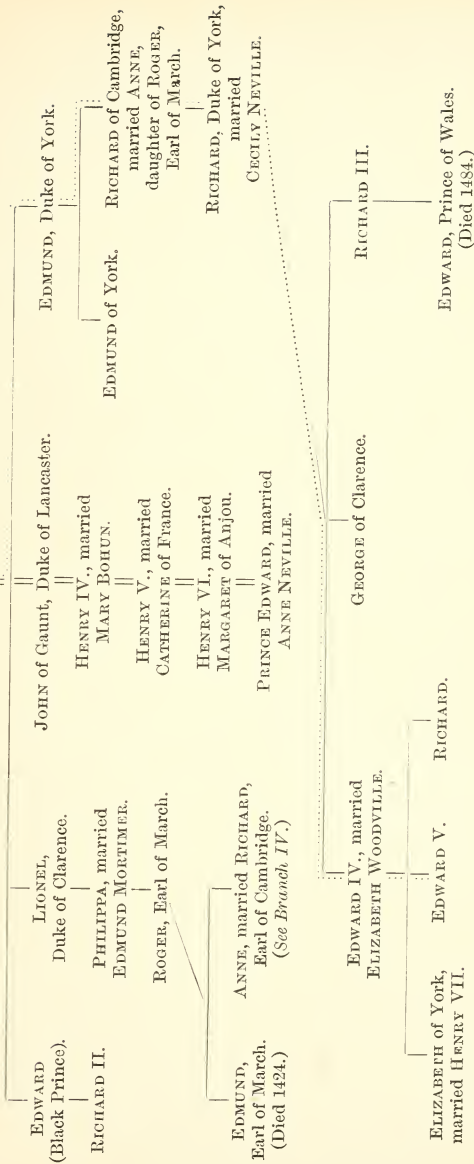 EDWARD
(Black Prince).
RICHARD II.
LIONEL,
Duke of Clarence.
PHILIPPA, married
EDMUND MORTIMER.
ROGER, Earl of March.
EDMUND,
Earl of March.
(Died 1424.)
ANNE, married RICHARD,
Earl of Cambridge.
(See Branch IV.)
JOHN of Gaunt, Duke of Lancaster.
HENRY IV., married
MARY BOHUN.
HENRY V., married
CATHERINE of France.
HENRY VI., married
MARGARET of Anjou.
PRINCE EDWARD, married
ANNE NEVILLE.
EDMUND, Duke of York.
EDMUND of York.
RICHARD of Cambridge,
married ANNE,
daughter of ROGER,
Earl of March.
RICHARD, Duke of York,
married
CECILY NEVILLE.
EDWARD IV., married
ELIZABETH WOODVILLE.
GEORGE of Clarence.
RICHARD III.
ELIZABETH of York,
married HENRY VII.
EDWARD V.
RICHARD.
EDWARD, Prince of Wales.
(Died 1484.)